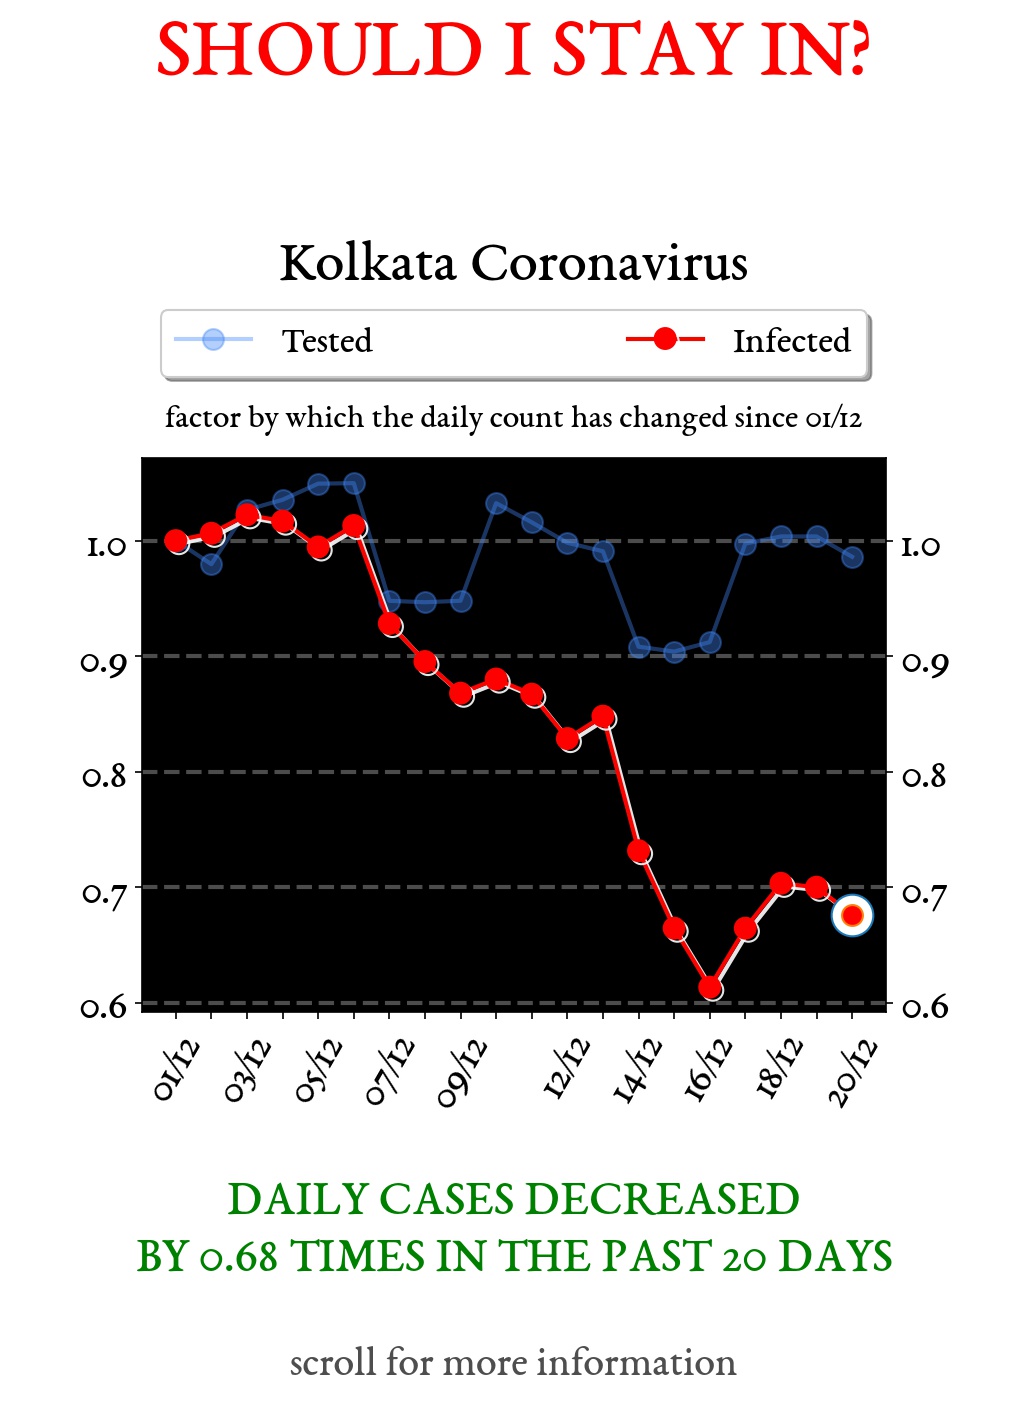 SHOULD I STAY IN?
Kolkata Coronavirus
Tested Infected
factor by which the daily count has changed since 01/12
1.0 1.0
0.9 0.9
0.8 0.8
0.7 0.7
0.6 0.6
01/12 03/12 05/12 07/12 09/12 12/12 14/12 16/12 18/12 20/12
DAILY CASES DECREASED
BY 0.68 TIMES IN THE PAST 20 DAYS
scroll for more information